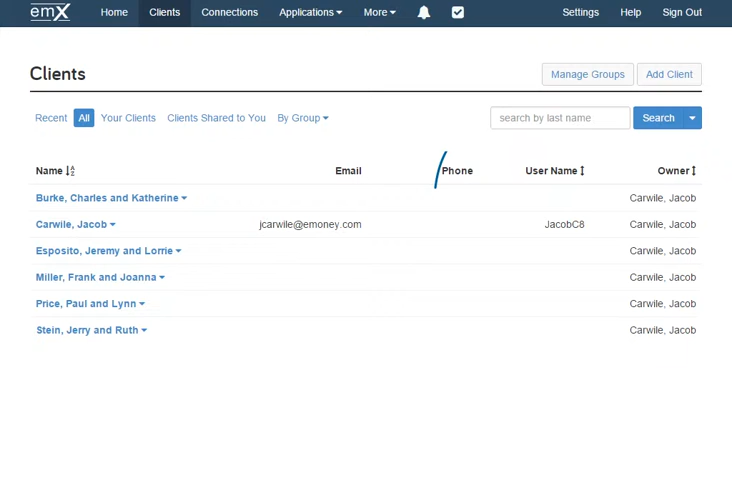 emX Home Clients Connections Applications More Settings Help Sign Out
Clients Manage Groups Add Client
Recent All Your Clients Clients Shared to You By Group search by last name Search
Name Email Phone User Name Owner
Burke, Charles and Katherine Carwile, Jacob
Carwile, Jacob jcarwile@emoney.com JacobC8 Carwile, Jacob
Esposito, Jeremy and Lorrie Carwile, Jacob
Miller, Frank and Joanna Carwile, Jacob
Price, Paul and Lynn Carwile, Jacob
Stein, Jerry and Ruth Carwile, Jacob